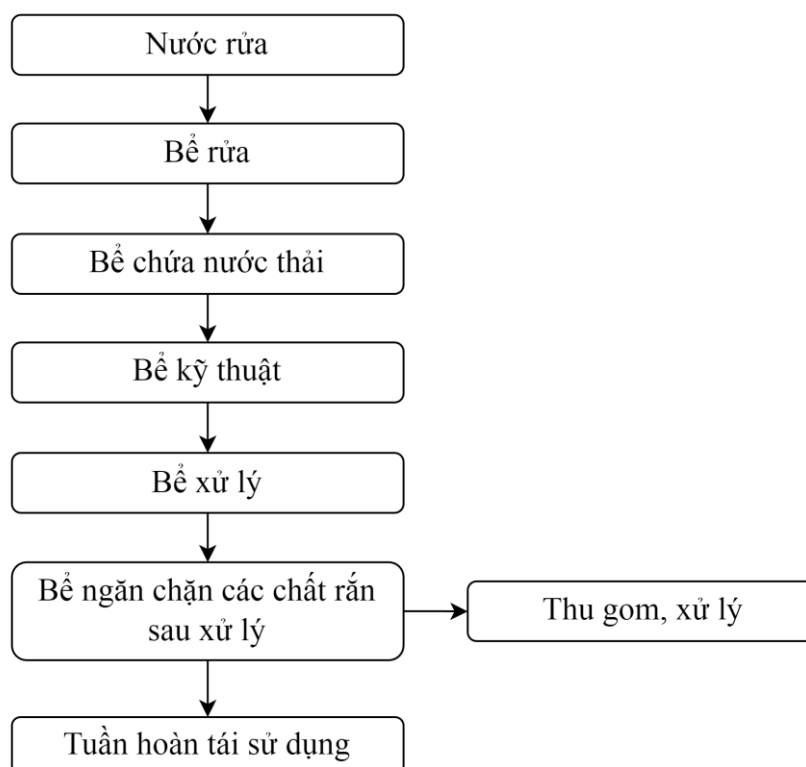 Nước rửa
Bể rửa
Bể chứa nước thải
Bể kỹ thuật
Bể xử lý
Bể ngăn chặn các chất rắn
sau xử lý
Thu gom, xử lý
Tuần hoàn tái sử dụng